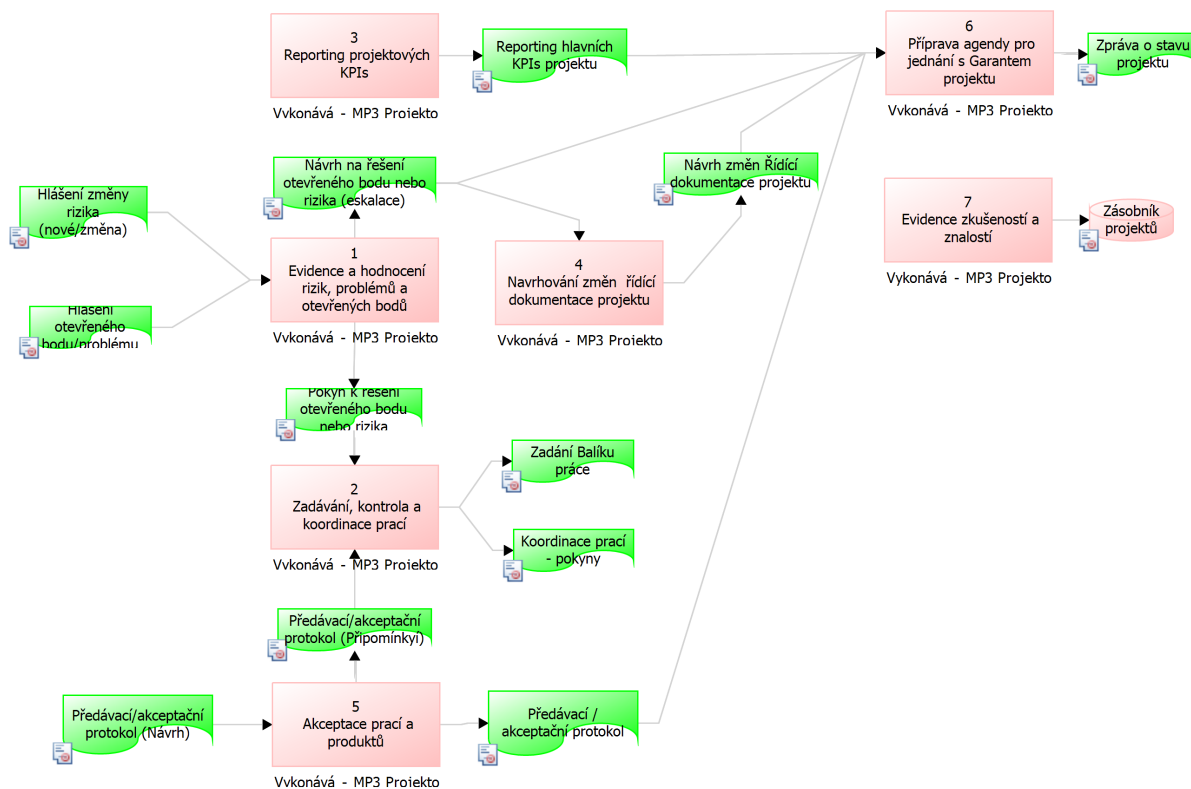 3
Reporting projektových
KPIs
Vykonává - MP3 Projekto
Reporting hlavních
KPIs projektu
6
Příprava agendy pro
jednání s Garantem
projektu
Vykonává - MP3 Projekto
Zpráva o stavu
projektu
Návrh na řešení
otevřeného bodu nebo
rizika (eskalace)
Návrh změn Řídící
dokumentace projektu
Hlášení změny
rizika
(nové/změna)
7
Evidence zkušeností a
znalostí
Vykonává - MP3 Projekto
Zásobník
projektů
1
Evidence a hodnocení
rizik, problémů a
otevřených bodů
Vykonává - MP3 Projekto
4
Navrhování změn  řídící
dokumentace projektu
Vykonává - MP3 Projekto
Hlášení
otevřeného
bodu/problému
Pokyn k řešení
otevřeného bodu
nebo rizika
Zadání Balíku
práce
2
Zadávání, kontrola a
koordinace prací
Vykonává - MP3 Projekto
Koordinace prací
- pokyny
Předávací/akceptační
protokol (Připomínkyí)
Předávací/akceptační
protokol (Návrh)
5
Akceptace prací a
produktů
Vykonává - MP3 Projekto
Předávací /
akceptační protokol